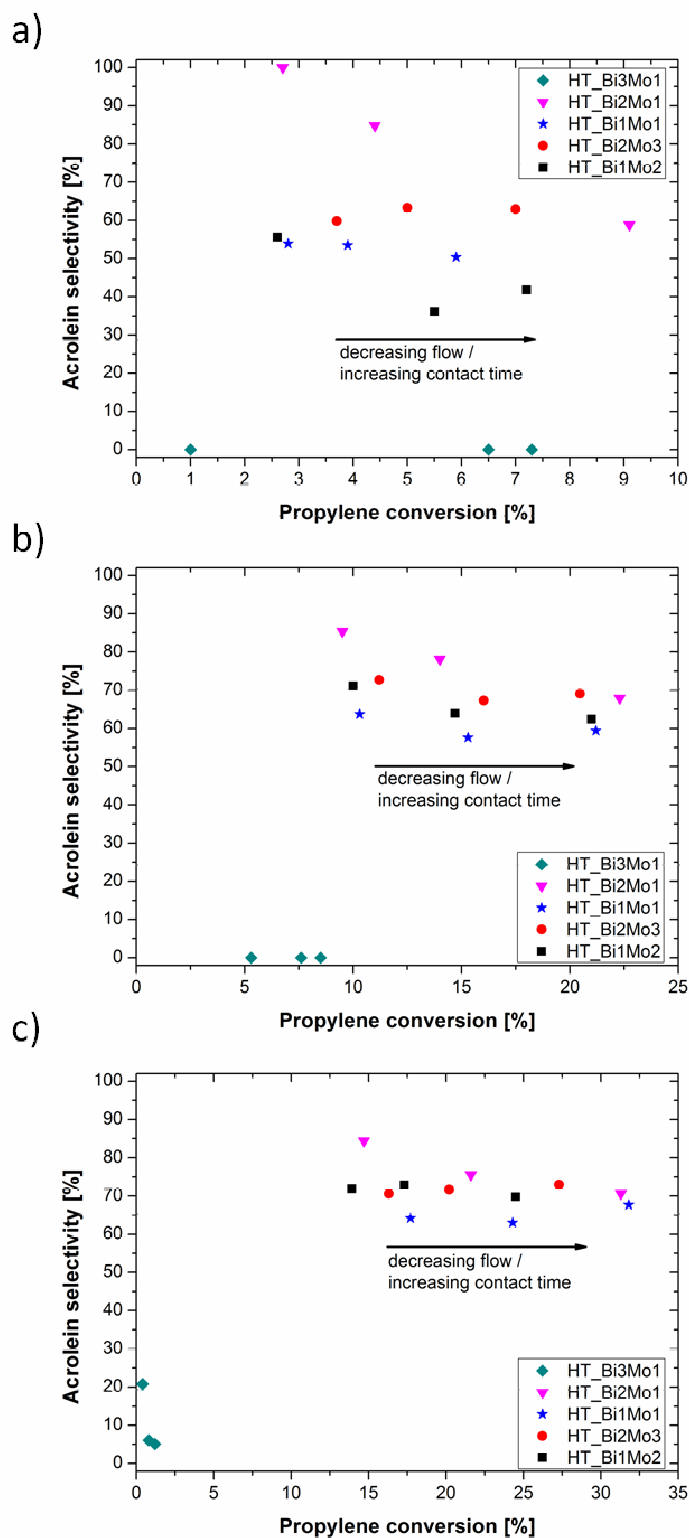 a)
100
90
80
70
60
50
40
30
20
10
0
Acrolein selectivity [%]
HT_Bi3Mo1
HT_Bi2Mo1
HT_Bi1Mo1
HT_Bi2Mo3
HT_Bi1Mo2
decreasing flow /
increasing contact time
0 1 2 3 4 5 6 7 8 9 10
Propylene conversion [%]
b)
100
90
80
70
60
50
40
30
20
10
0
Acrolein selectivity [%]
decreasing flow /
increasing contact time
HT_Bi3Mo1
HT_Bi2Mo1
HT_Bi1Mo1
HT_Bi2Mo3
HT_Bi1Mo2
0 5 10 15 20 25
Propylene conversion [%]
c)
100
90
80
70
60
50
40
30
20
10
0
Acrolein selectivity [%]
decreasing flow /
increasing contact time
HT_Bi3Mo1
HT_Bi2Mo1
HT_Bi1Mo1
HT_Bi2Mo3
HT_Bi1Mo2
0 5 10 15 20 25 30 35
Propylene conversion [%]